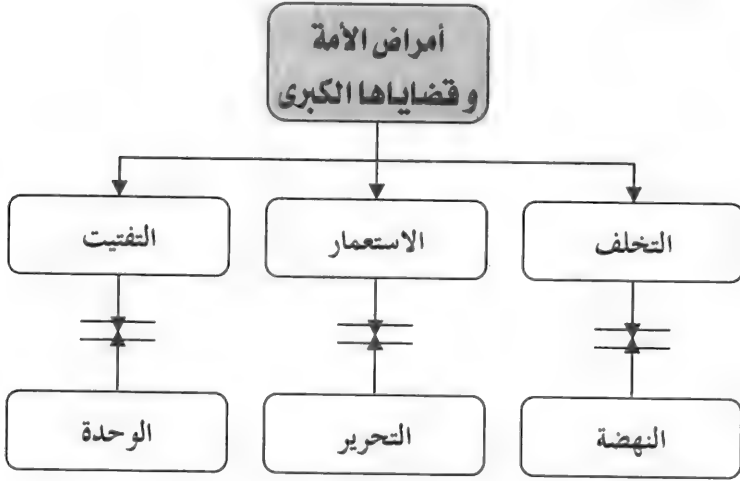 أمراض الأمة
وقضاياها الكبرى
التخلف
الاستعمار
التفتيت
النهضة
التحرير
الوحدة